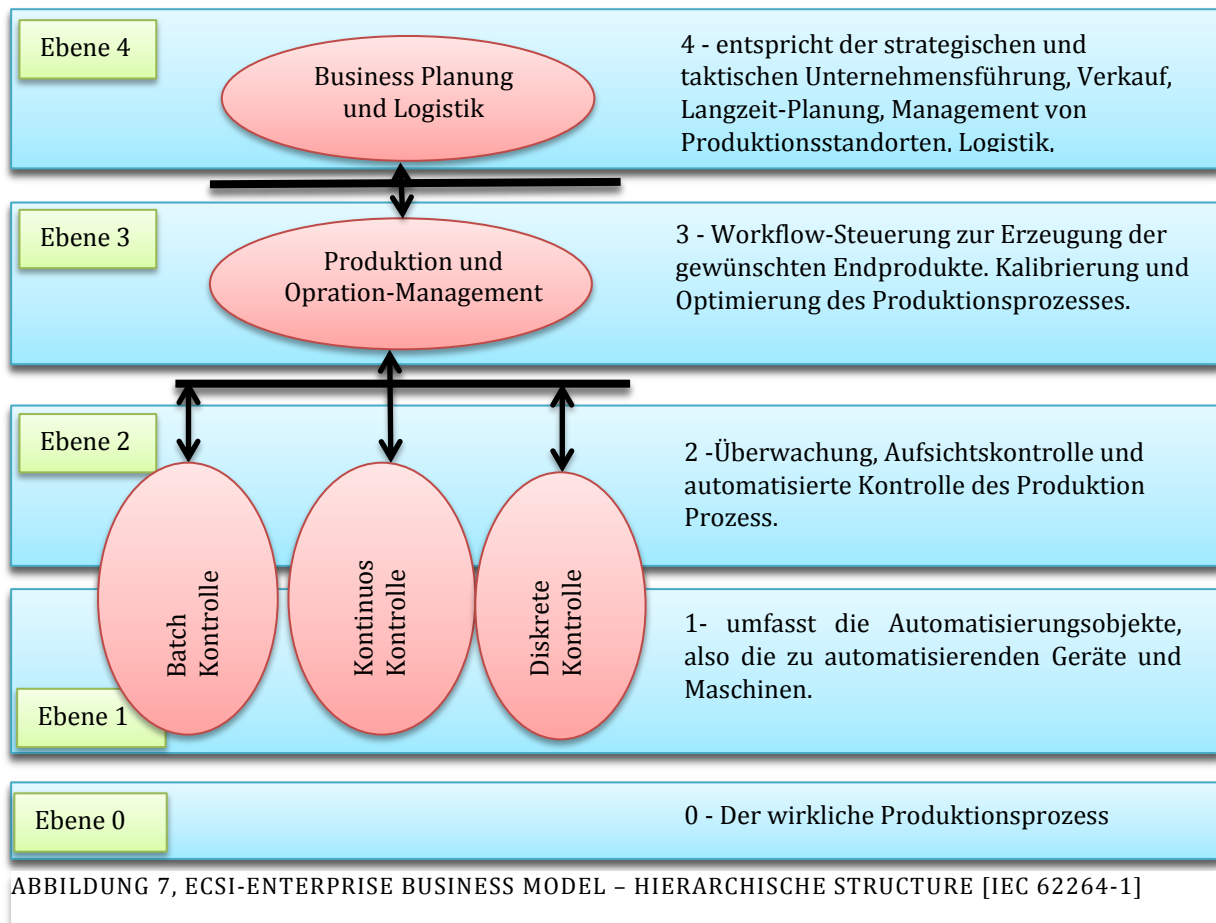 Ebene 4
Business Planung
und Logistik
4 - entspricht der strategischen und
taktischen Unternehmensführung, Verkauf,
Langzeit-Planung, Management von
Produktionsstandorten, Logistik,
Ebene 3
Produktion und
Opration-Management
3 - Workflow-Steuerung zur Erzeugung der
gewünschten Endprodukte. Kalibrierung und
Optimierung des Produktionsprozesses.
Ebene 2
2 -Überwachung, Aufsichtskontrolle und
automatisierte Kontrolle des Produktion
Prozess.
Batch
Kontrolle
Kontinuos
Kontrolle
Diskrete
Kontrolle
Ebene 1
1- umfasst die Automatisierungsobjekte,
also die zu automatisierenden Geräte und
Maschinen.
Ebene 0
0 - Der wirkliche Produktionsprozess
ABBILDUNG 7, ECSI-ENTERPRISE BUSINESS MODEL – HIERARCHISCHE STRUCTURE [IEC 62264-1]